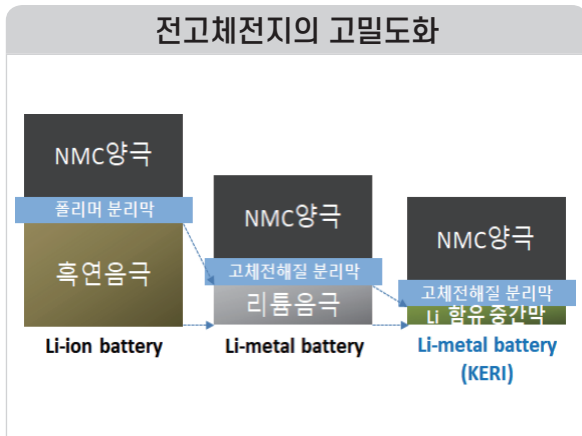 전고체전지의 고밀도화
NMC양극
폴리머 분리막
흑연음극
Li-ion battery
NMC양극
고체전해질 분리막
리튬음극
Li-metal battery
NMC양극
고체전해질 분리막
Li 함유 중간막
Li-metal battery
(KERI)